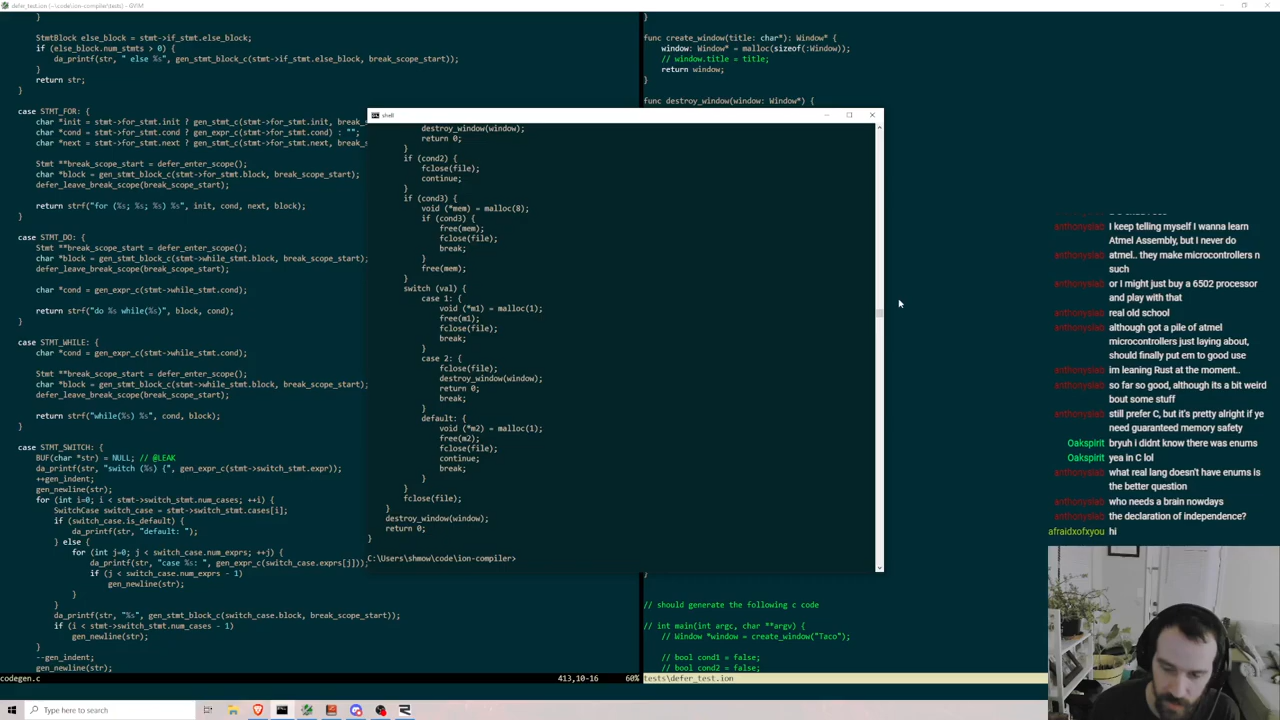 defer_test.ion (~\code\ion-compiler\tests) - GVIM
}
StmtBlock else_block = stmt->if_stmt.else_block;
if (else_block.num_stmts > 0) {
da_printf(str, " else %s", gen_stmt_block_c(stmt->if_stmt.else_block, break_scope_start));
}
return str;
}
case STMT_FOR: {
char *init = stmt->for_stmt.init ? gen_stmt_c(stmt->for_stmt.init, break_
char *cond = stmt->for_stmt.cond ? gen_expr_c(stmt->for_stmt.cond) : "";
char *next = stmt->for_stmt.next ? gen_stmt_c(stmt->for_stmt.next, break_s
Stmt **break_scope_start = defer_enter_scope();
char *block = gen_stmt_block_c(stmt->for_stmt.block, break_scope_start);
defer_leave_break_scope(break_scope_start);
return strf("for (%s; %s; %s) %s", init, cond, next, block);
}
case STMT_DO: {
Stmt **break_scope_start = defer_enter_scope();
char *block = gen_stmt_block_c(stmt->while_stmt.block, break_scope_start);
defer_leave_break_scope(break_scope_start);
char *cond = gen_expr_c(stmt->while_stmt.cond);
return strf("do %s while(%s)", block, cond);
}
case STMT_WHILE: {
char *cond = gen_expr_c(stmt->while_stmt.cond);
Stmt **break_scope_start = defer_enter_scope();
char *block = gen_stmt_block_c(stmt->while_stmt.block, break_scope_start);
defer_leave_break_scope(break_scope_start);
return strf("while(%s) %s", cond, block);
}
case STMT_SWITCH: {
BUF(char *str) = NULL; // @LEAK
da_printf(str, "switch (%s) {", gen_expr_c(stmt->switch_stmt.expr));
++gen_indent;
gen_newline(str);
for (int i=0; i < stmt->switch_stmt.num_cases; ++i) {
SwitchCase switch_case = stmt->switch_stmt.cases[i];
if (switch_case.is_default) {
da_printf(str, "default: ");
} else {
for (int j=0; j < switch_case.num_exprs; ++j) {
da_printf(str, "case %s: ", gen_expr_c(switch_case.exprs[j]));
if (j < switch_case.num_exprs - 1)
gen_newline(str);
}
}
da_printf(str, "%s", gen_stmt_block_c(switch_case.block, break_scope_start));
if (i < stmt->switch_stmt.num_cases - 1)
gen_newline(str);
}
--gen_indent;
gen_newline(str);
codegen.c 413,10-16 60%
}
func create_window(title: char*): Window* {
window: Window* = malloc(sizeof(:Window));
// window.title = title;
return window;
}
func destroy_window(window: Window*) {
shell
destroy_window(window);
return 0;
}
if (cond2) {
fclose(file);
continue;
}
if (cond3) {
void (*mem) = malloc(8);
if (cond3) {
free(mem);
fclose(file);
break;
}
free(mem);
}
switch (val) {
case 1: {
void (*m1) = malloc(1);
free(m1);
fclose(file);
break;
}
case 2: {
fclose(file);
destroy_window(window);
return 0;
break;
}
default: {
void (*m2) = malloc(1);
free(m2);
fclose(file);
continue;
break;
}
}
fclose(file);
}
destroy_window(window);
return 0;
}
C:\Users\shmow\code\ion-compiler>
}
// should generate the following c code
// int main(int argc, char **argv) {
// Window *window = create_window("Taco");
// bool cond1 = false;
// bool cond2 = false;
tests\defer_test.ion
anthonyslab I keep telling myself I wanna learn
Atmel Assembly, but I never do
anthonyslab atmel.. they make microcontrollers n
such
anthonyslab or I might just buy a 6502 processor
and play with that
anthonyslab real old school
anthonyslab although got a pile of atmel
microcontrollers just laying about,
should finally put em to good use
anthonyslab im leaning Rust at the moment..
anthonyslab so far so good, although its a bit weird
bout some stuff
anthonyslab still prefer C, but it's pretty alright if ye
need guaranteed memory safety
Oakspirit bryuh i didnt know there was enums
Oakspirit yea in C lol
anthonyslab what real lang doesn't have enums is
the better question
anthonyslab who needs a brain nowdays
anthonyslab the declaration of independence?
afraidxofxyou hi
Type here to search